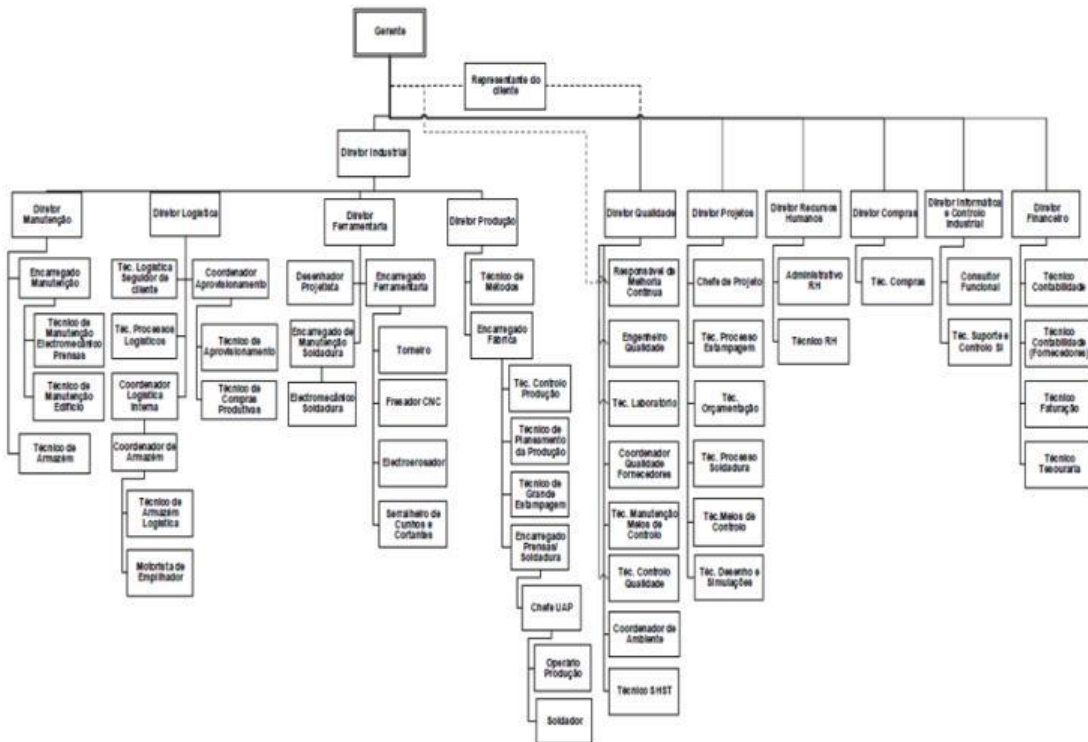 Gerente
Representante do
cliente
Diretor Industrial
Diretor
Manutenção
Diretor Logística
Diretor
Ferramentaria
Diretor Produção
Diretor Qualidade
Diretor Projetos
Diretor Recursos
Humanos
Diretor Compras
Diretor Informática
e Controlo
Industrial
Diretor
Financeiro
Encarregado
Manutenção
Técnico de
Manutenção
Electromecânico
Prensas
Técnico de
Manutenção
Edifício
Técnico de
Armazém
Téc. Logística
Seguidor de
cliente
Téc. Processos
Logísticos
Coordenador
Logística
Interna
Coordenador de
Armazém
Técnico de
Armazém
Logística
Motorista de
Empilhador
Coordenador
Aprovisionamento
Técnico de
Aprovisionamento
Técnico de
Compras
Produtivas
Desenhador
Projetista
Encarregado de
Manutenção
Soldadura
Electromecânico
Soldadura
Encarregado
Ferramentaria
Torneiro
Fresador CNC
Electroerosador
Serralheiro de
Cunhos e
Cortantes
Técnico de
Métodos
Encarregado
Fábrica
Téc. Controlo
Produção
Técnico de
Planeamento
da Produção
Técnico de
Grande
Estampagem
Encarregado
Prensas/
Soldadura
Chefe UAP
Operário
Produção
Soldador
Responsável de
Melhoria
Contínua
Engenheiro
Qualidade
Téc. Laboratório
Coordenador
Qualidade
Fornecedores
Téc. Manutenção
Meios de
Controlo
Téc. Controlo
Qualidade
Coordenador de
Ambiente
Técnico SHST
Chefe de Projeto
Téc. Processo
Estampagem
Téc.
Orçamentação
Téc. Processo
Soldadura
Téc.Meios de
Controlo
Téc. Desenho e
Simulações
Administrativo
RH
Técnico RH
Téc. Compras
Consultor
Funcional
Téc. Suporte e
Controlo SI
Técnico
Contabilidade
Técnico
Contabilidade
(Fornecedores)
Técnico
Faturação
Técnico
Tesouraria